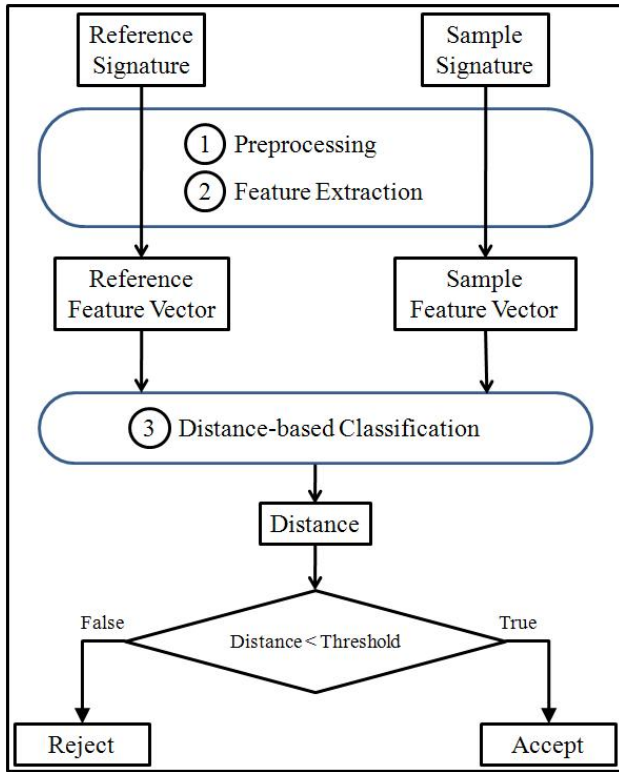 Reference
Signature
Sample
Signature
1 Preprocessing
2 Feature Extraction
Reference
Feature Vector
Sample
Feature Vector
3 Distance-based Classification
Distance
False
True
Distance < Threshold
Reject
Accept